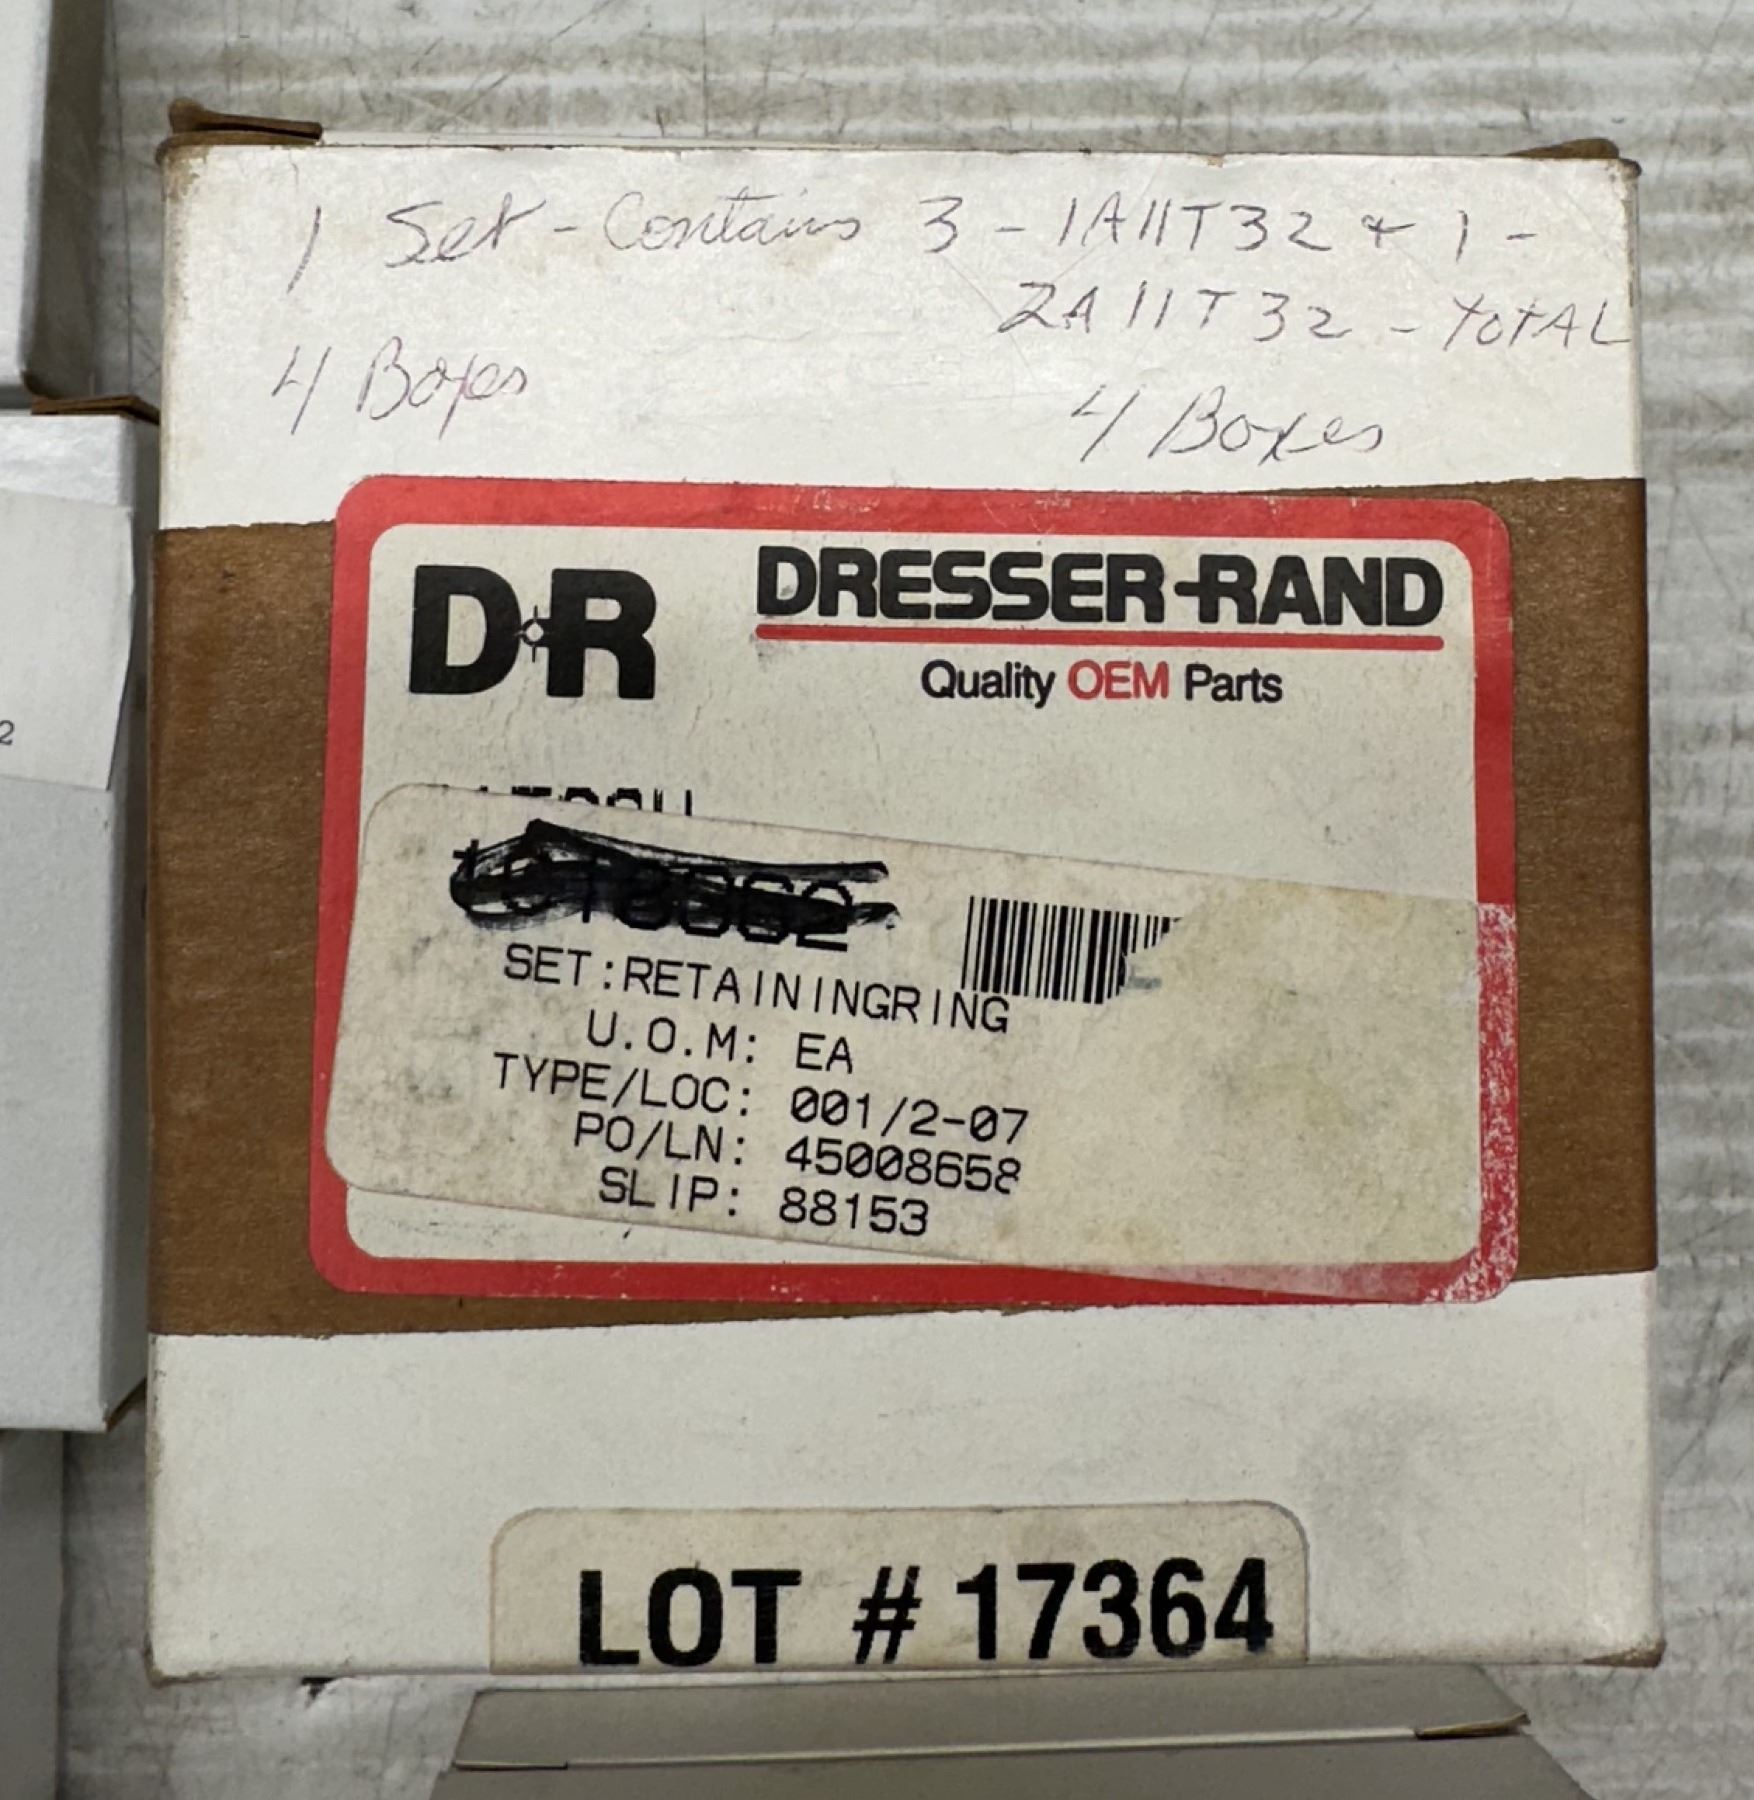 1 Set - Contains 3 - 1A11T32 & 1 -
2A11T32 - TOTAL
4 Boxes
4 Boxes
D-R
DRESSER-RAND
Quality OEM Parts
SET:RETAININGRING
U.O.M: EA
TYPE/LOC: 001/2-07
PO/LN: 45008658
SLIP: 88153
LOT # 17364
2